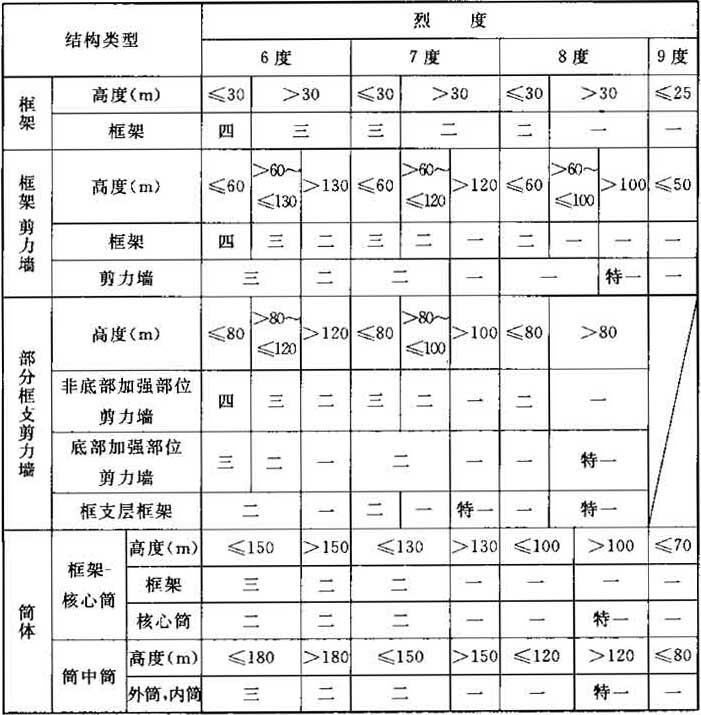 结构类型 烈 度
6度 7度 8度 9度
框架 高度(m) ≤30 >30 ≤30 >30 ≤30 >30 ≤25
框架 四 三 三 二 二 一 一
框架剪力墙 高度(m) ≤60 >60~≤130 >130 ≤60 >60~≤120 >120 ≤60 >60~≤100 >100 ≤50
框架 四 三 二 三 二 一 二 一 一 一
剪力墙 三 二 二 一 一 特一 一
部分框支剪力墙 高度(m) ≤80 >80~≤120 >120 ≤80 >80~≤100 >100 ≤80 >80
非底部加强部位剪力墙 四 三 二 三 二 一 二 一
底部加强部位剪力墙 三 二 一 二 一 一 特一
框支层框架 二 一 二 一 特一 一 特一
筒体 框架-核心筒 高度(m) ≤150 >150 ≤130 >130 ≤100 >100 ≤70
框架 三 二 二 一 一 一 一
核心筒 二 二 二 一 一 特一 一
筒中筒 高度(m) ≤180 >180 ≤150 >150 ≤120 >120 ≤80
外筒,内筒 三 二 二 一 一 特一 一